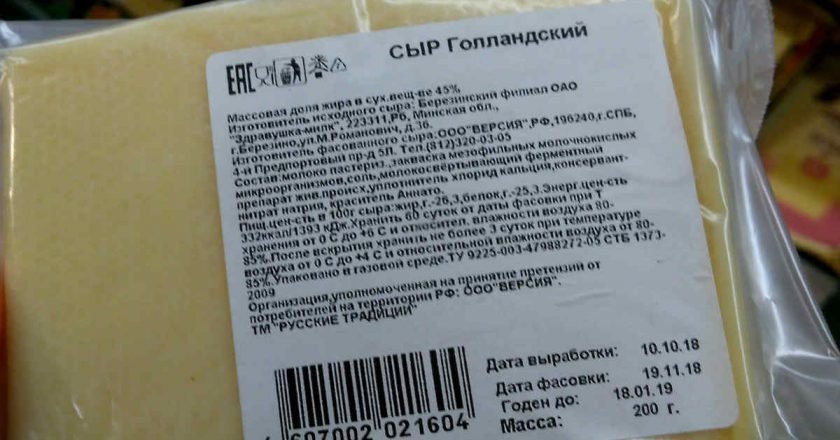 СЫР Голландский
ЕАС
Массовая доля жира в сух.вещ-ве 45%
Изготовитель исходного сыра: Березинский филиал ОАО
"Здравушка-милк", 223311,РБ, Минская обл.,
г.Березино,ул.М.Романович, д.36.
Изготовитель фасованного сыра:ООО"ВЕРСИЯ",РФ,196240,г.СПБ,
4-й Предпортовый пр-д 5Л. Тел.(812)320-03-05
Состав:молоко пастериз.,закваска мезофильных молочнокислых
микроорганизмов,соль,молокосвёртывающий ферментный
препарат жив.происх,уплотнитель хлорид кальция,консервант-
нитрат натрия, краситель Аннато.
Пищ.цен-сть в 100г сыра:жир,г.-26,3,белок,г.-25,3.Энерг.цен-сть
332ккал/1393 кДж.Хранить 60 суток от даты фасовки при Т
хранения от 0 С до +6 С и относител. влажности воздуха 80-
85%.После вскрытия хранить не более 3 суток при температуре
воздуха от 0 С до +4 С и относительной влажности воздуха от 80-
85%.Упаковано в газовой среде.ТУ 9225-003-47988272-05 СТБ 1373-
2009
Организация,уполномоченная на принятие претензий от
потребителей на территории РФ: ООО"ВЕРСИЯ".
ТМ "РУССКИЕ ТРАДИЦИИ"
4 607002 021604
Дата выработки: 10.10.18
Дата фасовки: 19.11.18
Годен до: 18.01.19
Масса: 200 г.